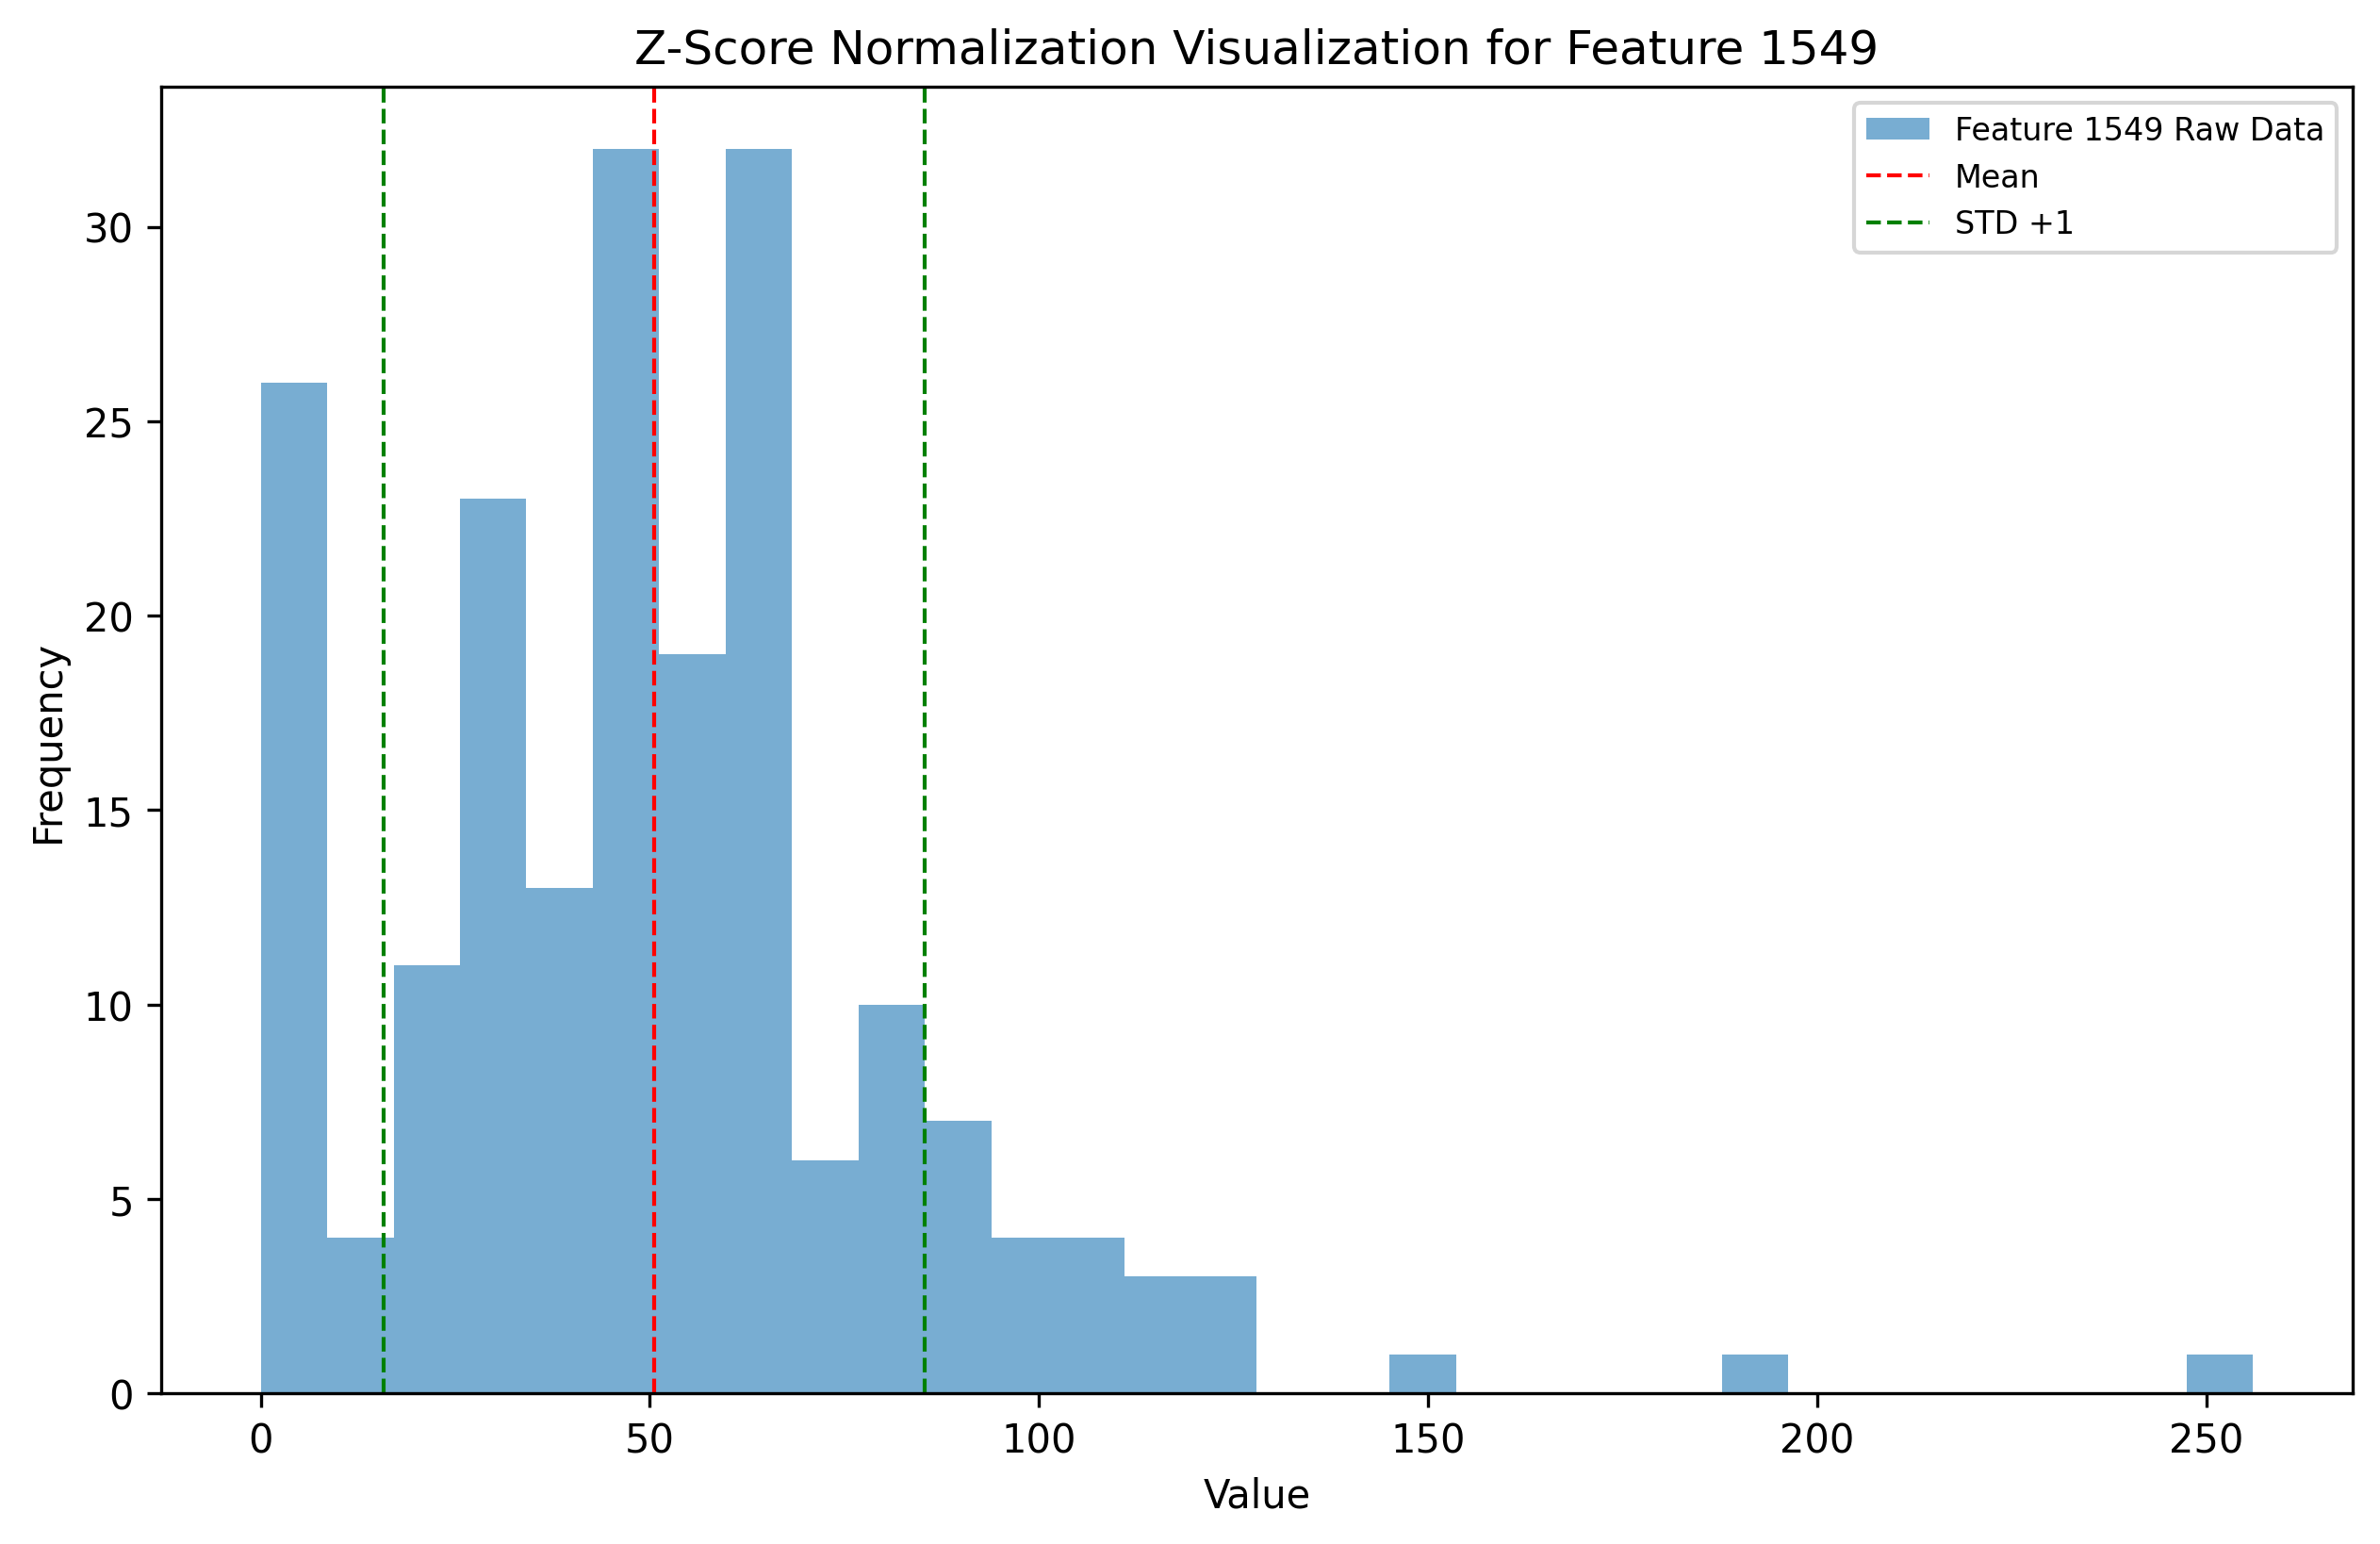 Z-Score Normalization Visualization for Feature 1549
Feature 1549 Raw Data
Mean
STD +1
Frequency
30
25
20
15
10
5
0
0 50 100 150 200 250
Value